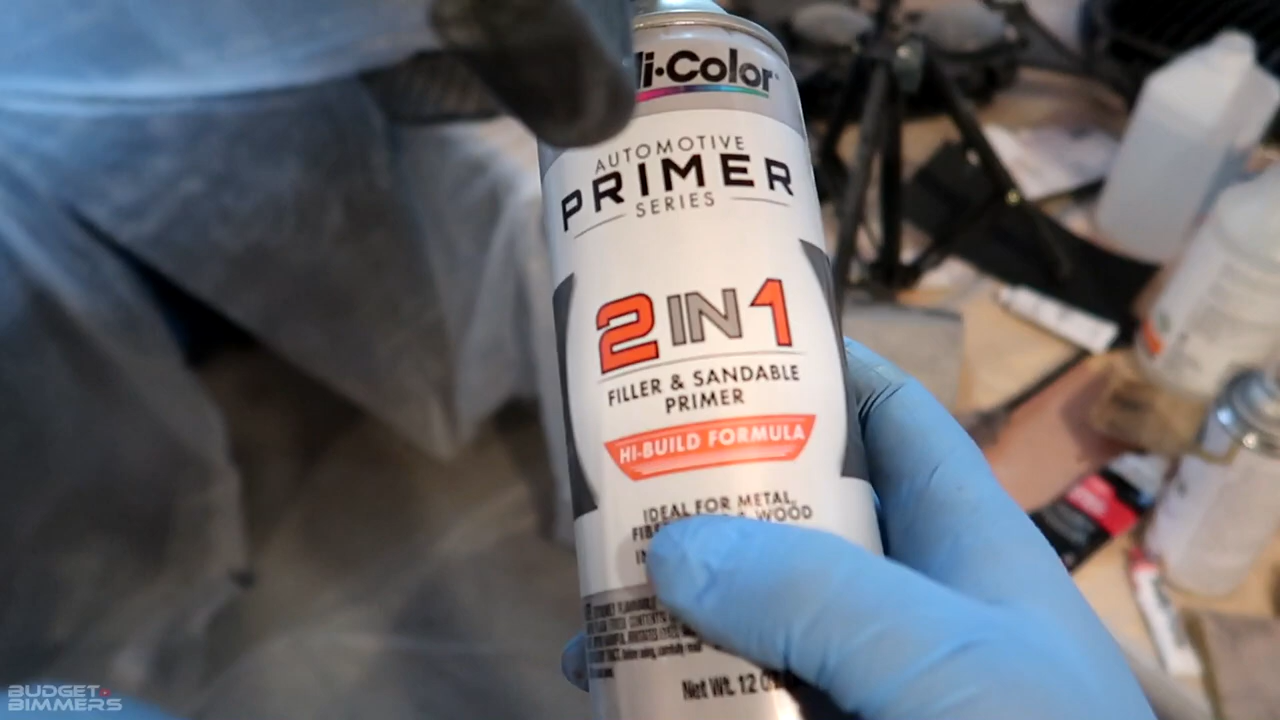 i·Color
AUTOMOTIVE
PRIMER
SERIES
2 IN 1
FILLER & SANDABLE
PRIMER
HI-BUILD FORMULA
IDEAL FOR METAL,
WOOD
Net Wt. 12
BUDGET
BIMMERS